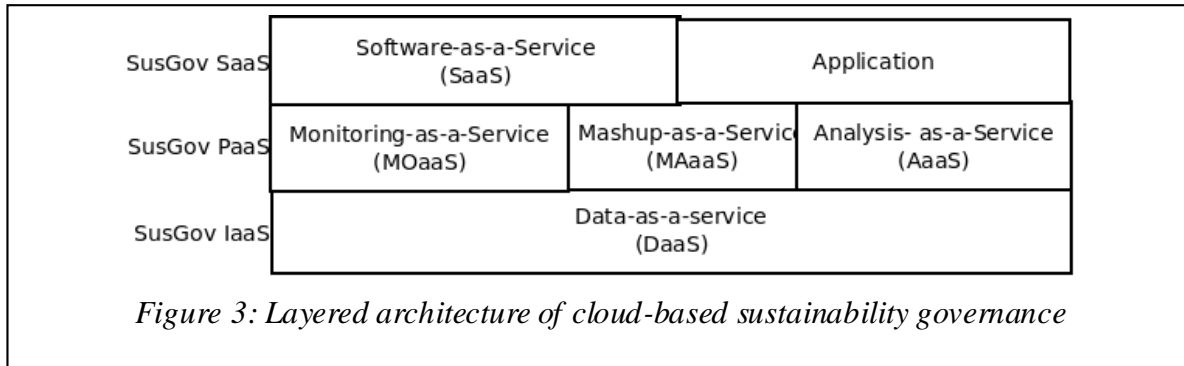 SusGov SaaS
Software-as-a-Service
(SaaS)
Application
SusGov PaaS
Monitoring-as-a-Service
(MOaaS)
Mashup-as-a-Servic
(MAaaS)
Analysis- as-a-Service
(AaaS)
SusGov IaaS
Data-as-a-service
(DaaS)
Figure 3: Layered architecture of cloud-based sustainability governance